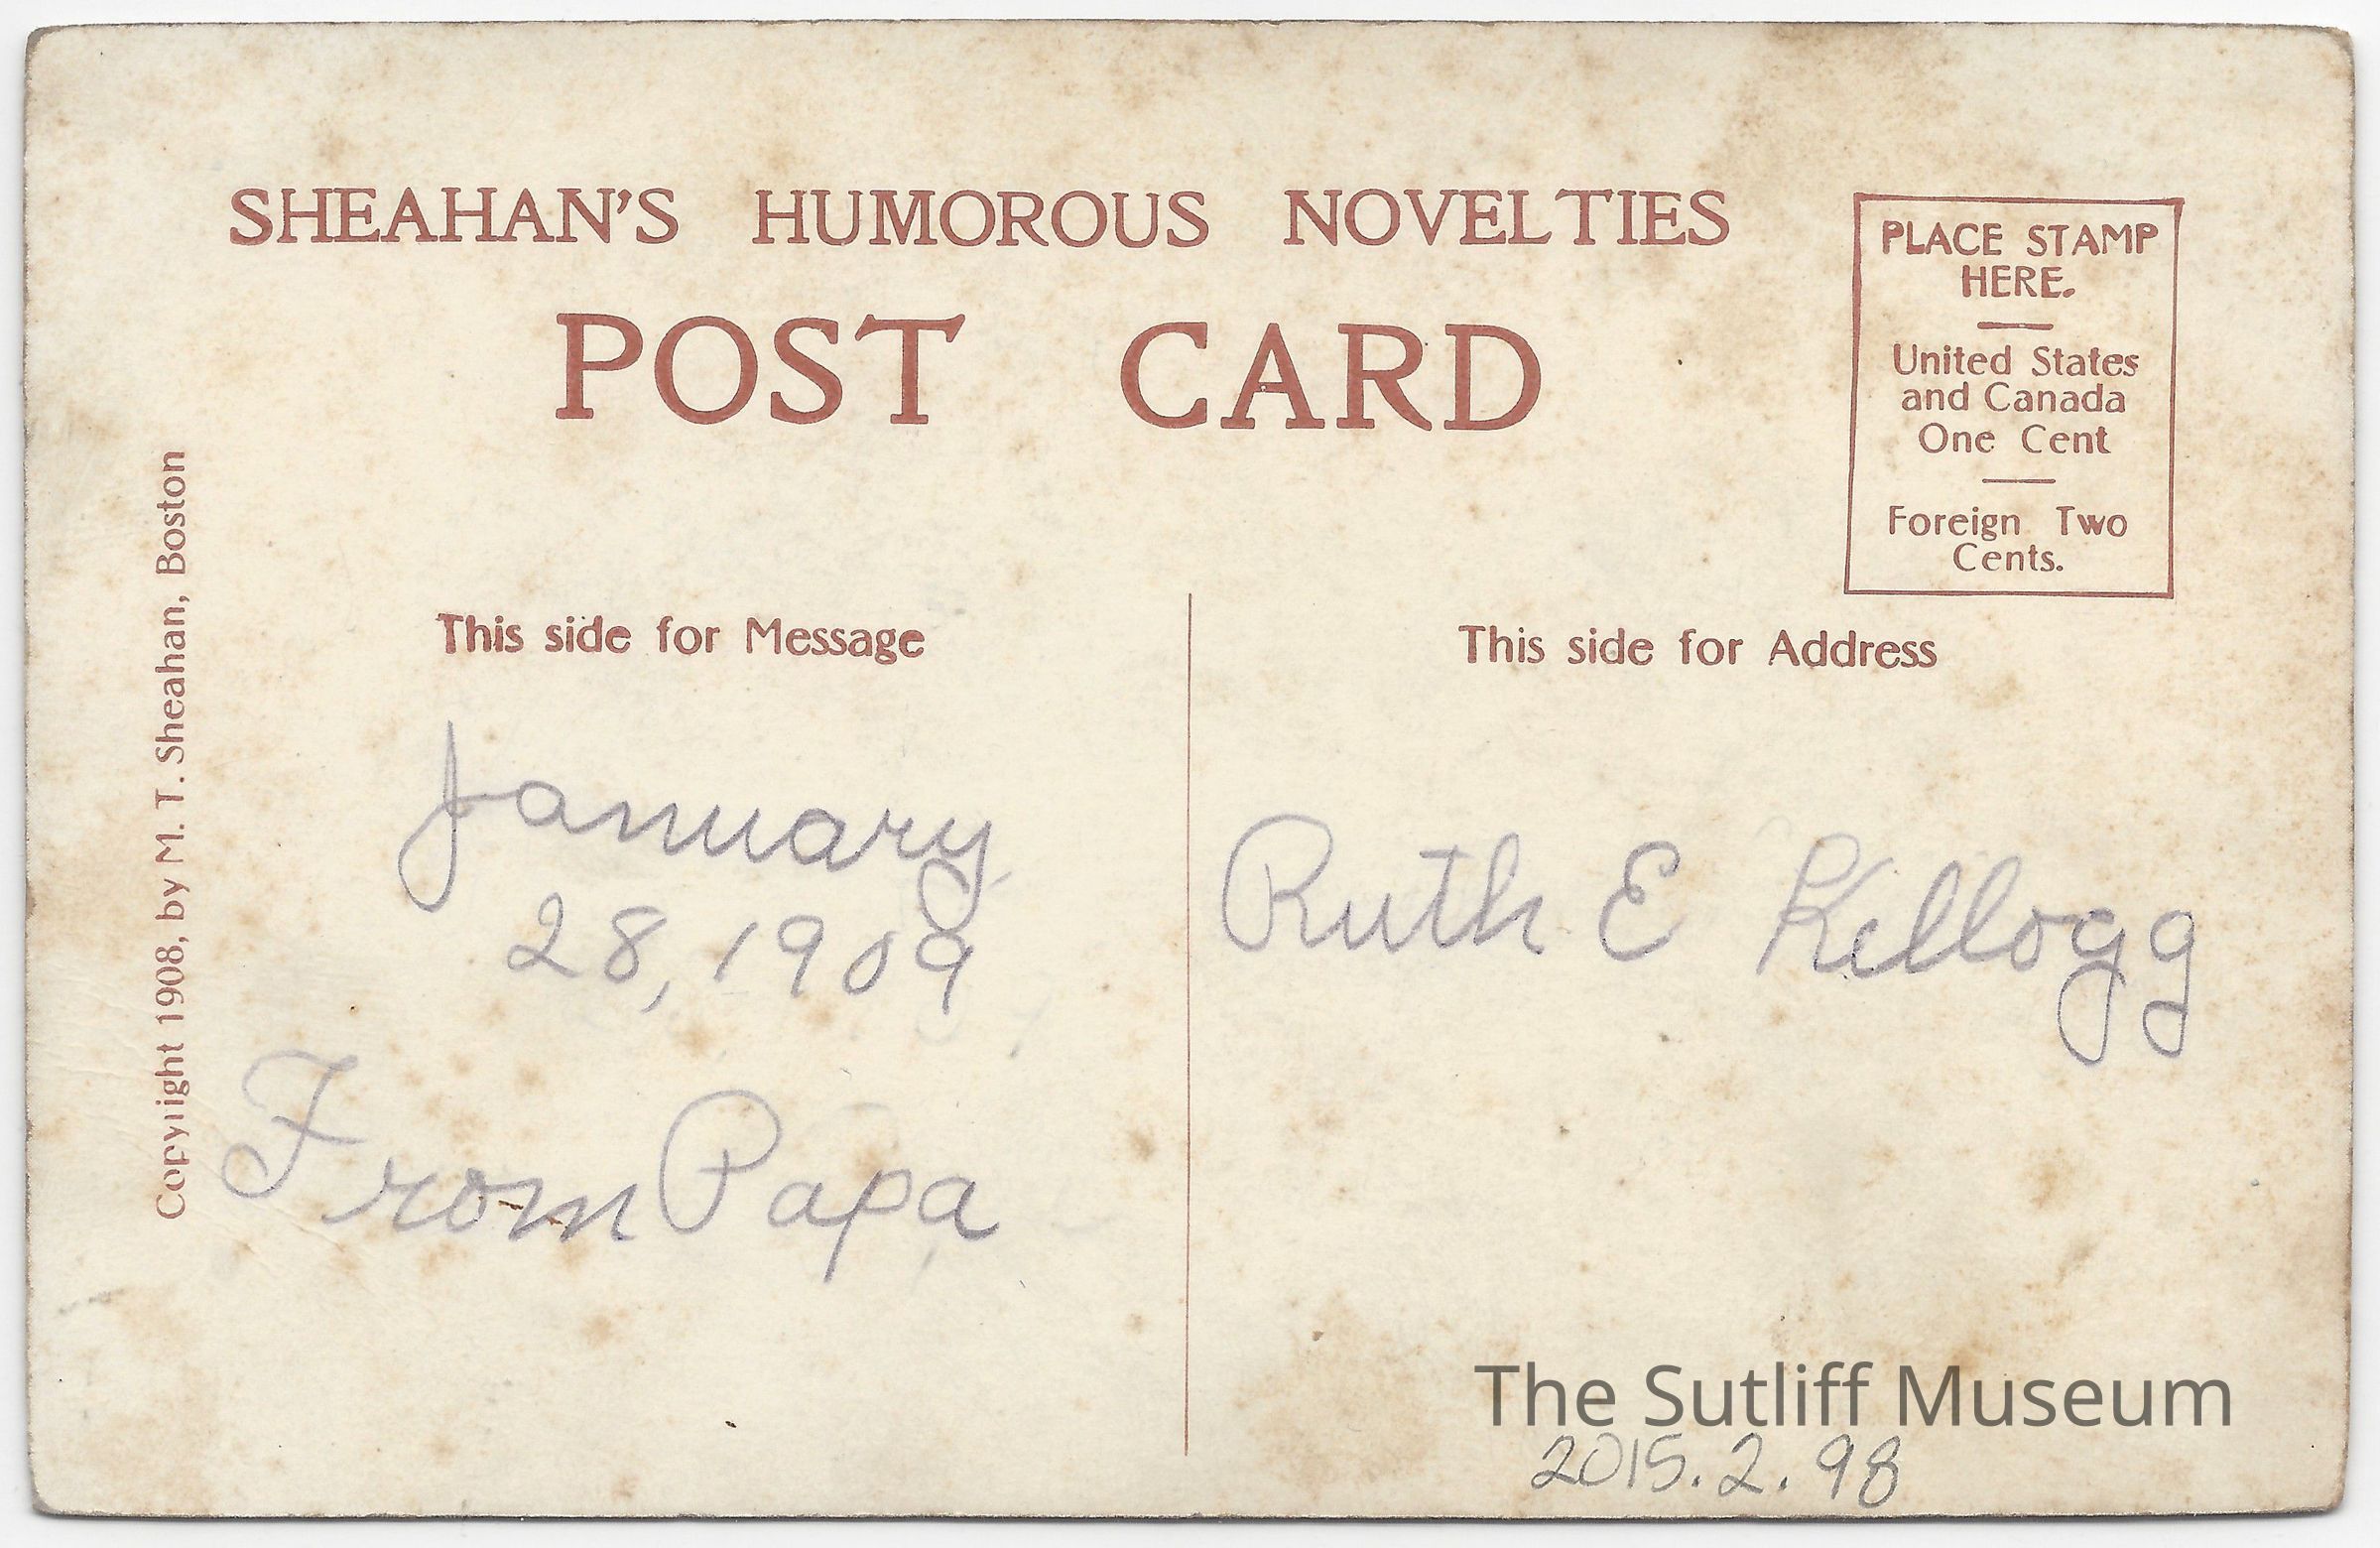 SHEAHAN'S HUMOROUS NOVELTIES
POST CARD
PLACE STAMP
HERE.
United States
and Canada
One Cent
Foreign Two
Cents.
Copyright 1908, by M. T. Sheahan, Boston
This side for Message
January
28, 1909
From Papa
This side for Address
Ruth E Kellogg
The Sutliff Museum
2015.2.98